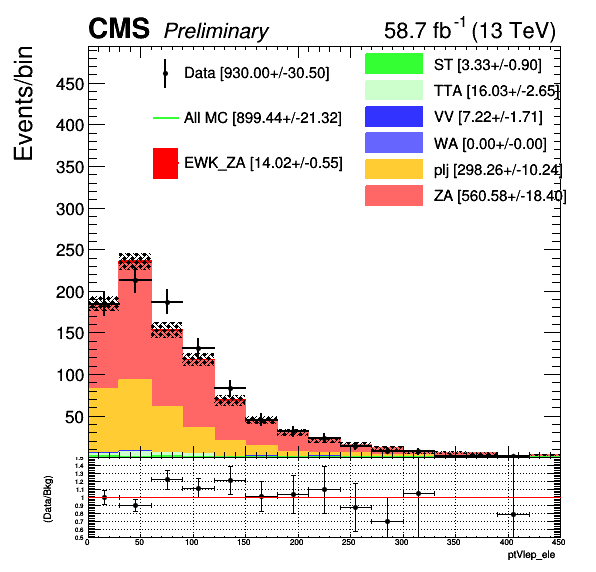 CMS Preliminary 58.7 fb⁻¹ (13 TeV)
Events/bin
450
400
350
300
250
200
150
100
50
Data [930.00+/-30.50]
All MC [899.44+/-21.32]
EWK_ZA [14.02+/-0.55]
ST [3.33+/-0.90]
TTA [16.03+/-2.65]
VV [7.22+/-1.71]
WA [0.00+/-0.00]
plj [298.26+/-10.24]
ZA [560.58+/-18.40]
(Data/Bkg)
1.5
1.4
1.3
1.2
1.1
1
0.9
0.8
0.7
0.6
0.5
0 50 100 150 200 250 300 350 400 450
ptVlep_ele